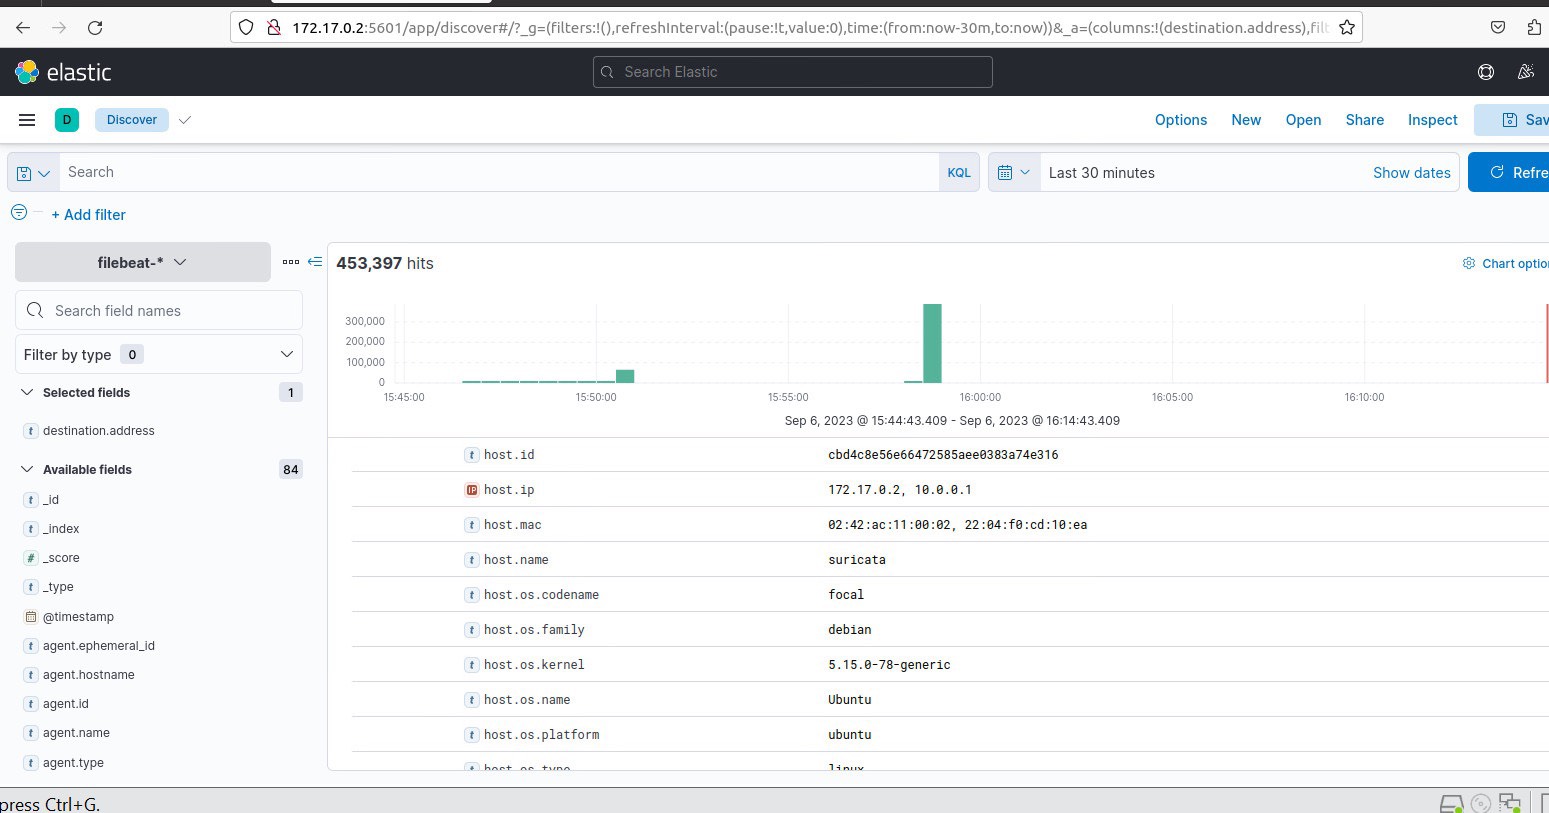 172.17.0.2:5601/app/discover#/?_g=(filters:!(),refreshInterval:(pause:!t,value:0),time:(from:now-30m,to:now))&_a=(columns:!(destination.address),filt
elastic
Search Elastic
D Discover
Options New Open Share Inspect Sav
Search KQL Last 30 minutes Show dates Refre
+ Add filter
filebeat-*
453,397 hits
Chart optio
Search field names
Filter by type 0
Selected fields 1
t destination.address
Available fields 84
t _id
t _index
# _score
t _type
@timestamp
t agent.ephemeral_id
t agent.hostname
t agent.id
t agent.name
t agent.type
300,000
200,000
100,000
0
15:45:00 15:50:00 15:55:00 16:00:00 16:05:00 16:10:00
Sep 6, 2023 @ 15:44:43.409 - Sep 6, 2023 @ 16:14:43.409
t host.id cbd4c8e56e66472585aee0383a74e316
IP host.ip 172.17.0.2, 10.0.0.1
t host.mac 02:42:ac:11:00:02, 22:04:f0:cd:10:ea
t host.name suricata
t host.os.codename focal
t host.os.family debian
t host.os.kernel 5.15.0-78-generic
t host.os.name Ubuntu
t host.os.platform ubuntu
t host.os.type linux
press Ctrl+G.